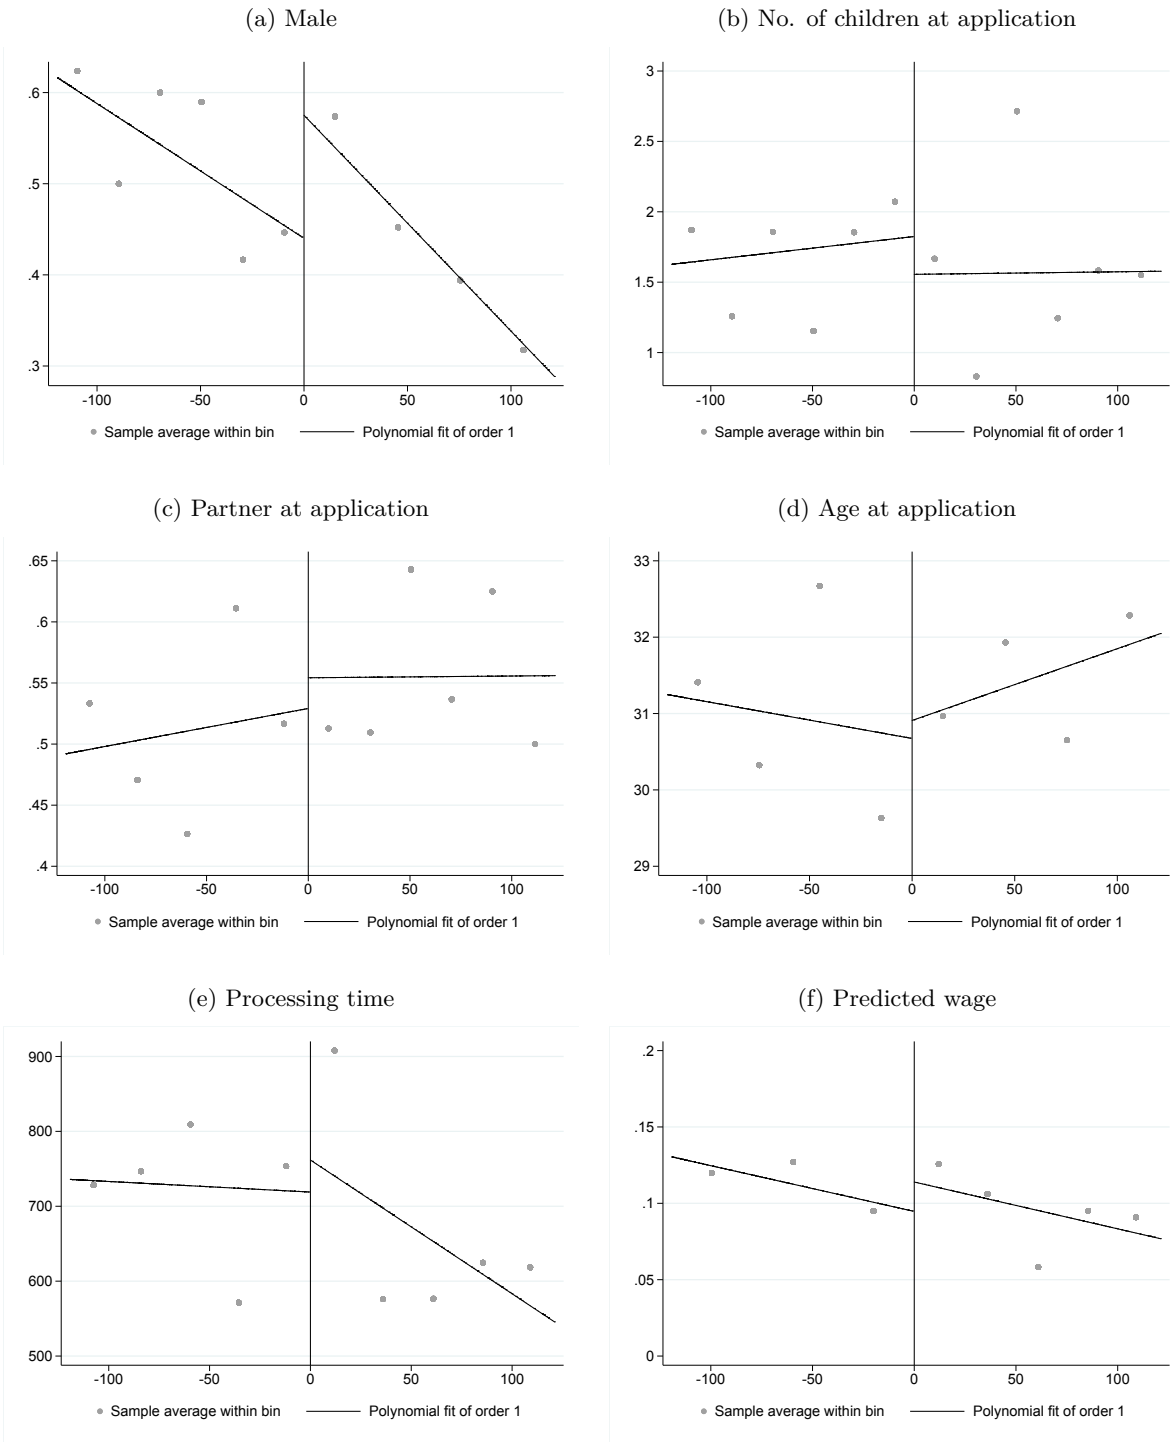 (a) Male
.6
.5
.4
.3
-100 -50 0 50 100
Sample average within bin Polynomial fit of order 1
(b) No. of children at application
3
2.5
2
1.5
1
-100 -50 0 50 100
Sample average within bin Polynomial fit of order 1
(c) Partner at application
.65
.6
.55
.5
.45
.4
-100 -50 0 50 100
Sample average within bin Polynomial fit of order 1
(d) Age at application
33
32
31
30
29
-100 -50 0 50 100
Sample average within bin Polynomial fit of order 1
(e) Processing time
900
800
700
600
500
-100 -50 0 50 100
Sample average within bin Polynomial fit of order 1
(f) Predicted wage
.2
.15
.1
.05
0
-100 -50 0 50 100
Sample average within bin Polynomial fit of order 1